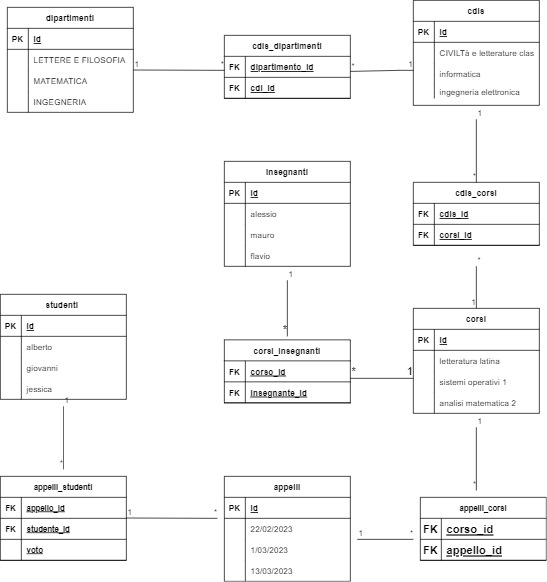 dipartimenti
PK id
LETTERE E FILOSOFIA
MATEMATICA
INGEGNERIA
1
*
cdls_dipartimenti
FK dipartimento_id
FK cdl_id
*
1
cdls
PK id
CIVILTà e letterature clas
informatica
ingegneria elettronica
1
*
cdls_corsi
FK cdls_id
FK corsi_id
*
1
insegnanti
PK id
alessio
mauro
flavio
1
*
corsi_insegnanti
FK corso_id
FK insegnante_id
*
1
corsi
PK id
letteratura latina
sistemi operativi 1
analisi matematica 2
1
*
studenti
PK id
alberto
giovanni
jessica
1
*
appelli_studenti
FK appello_id
FK studente_id
voto
1
*
appelli
PK id
22/02/2023
1/03/2023
13/03/2023
1
*
appelli_corsi
FK corso_id
FK appello_id